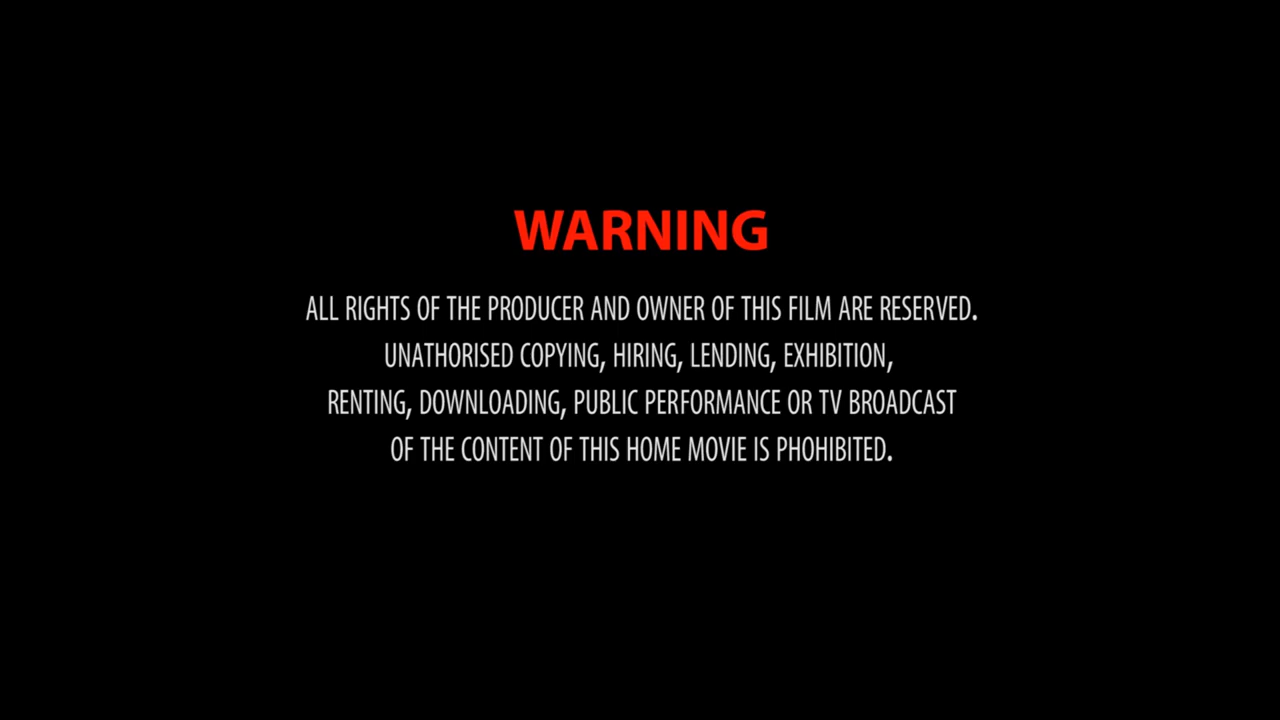 WARNING
ALL RIGHTS OF THE PRODUCER AND OWNER OF THIS FILM ARE RESERVED.
UNATHORISED COPYING, HIRING, LENDING, EXHIBITION,
RENTING, DOWNLOADING, PUBLIC PERFORMANCE OR TV BROADCAST
OF THE CONTENT OF THIS HOME MOVIE IS PHOHIBITED.